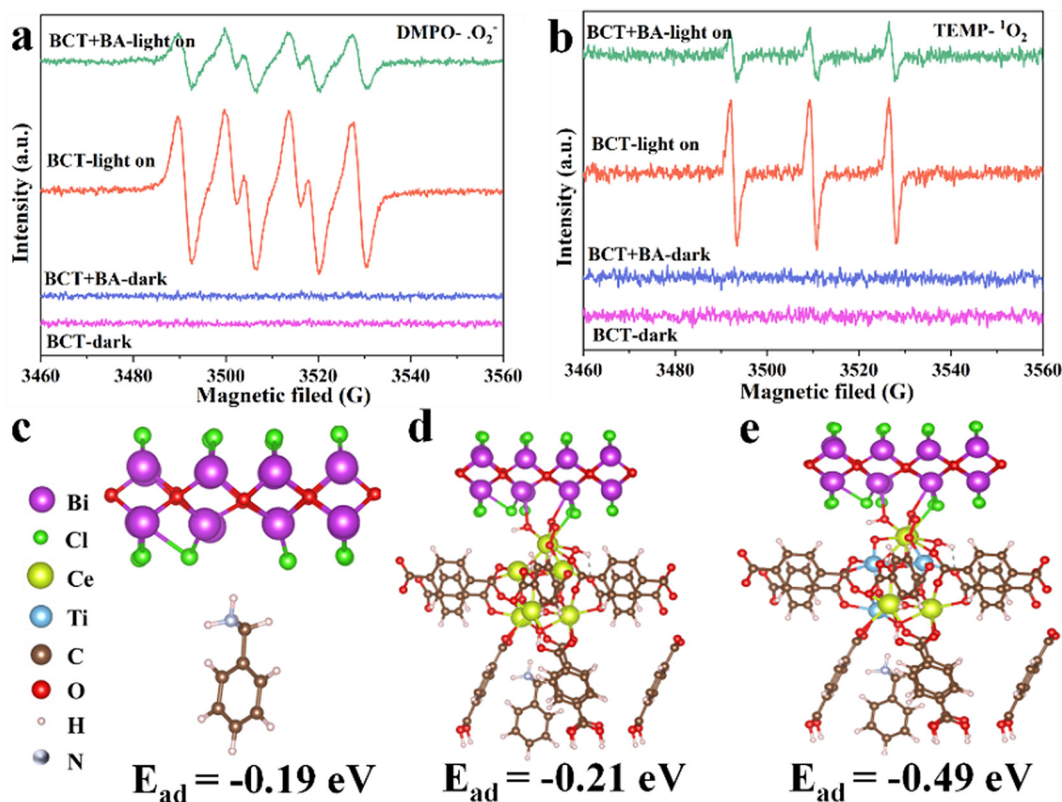 a
DMPO- .O₂⁻
BCT+BA-light on
BCT-light on
BCT+BA-dark
BCT-dark
Intensity (a.u.)
3460 3480 3500 3520 3540 3560
Magnetic filed (G)
b
TEMP- ¹O₂
BCT+BA-light on
BCT-light on
BCT+BA-dark
BCT-dark
Intensity (a.u.)
3460 3480 3500 3520 3540 3560
Magnetic filed (G)
c
Bi
Cl
Ce
Ti
C
O
H
N
E_ad = -0.19 eV
d
E_ad = -0.21 eV
e
E_ad = -0.49 eV